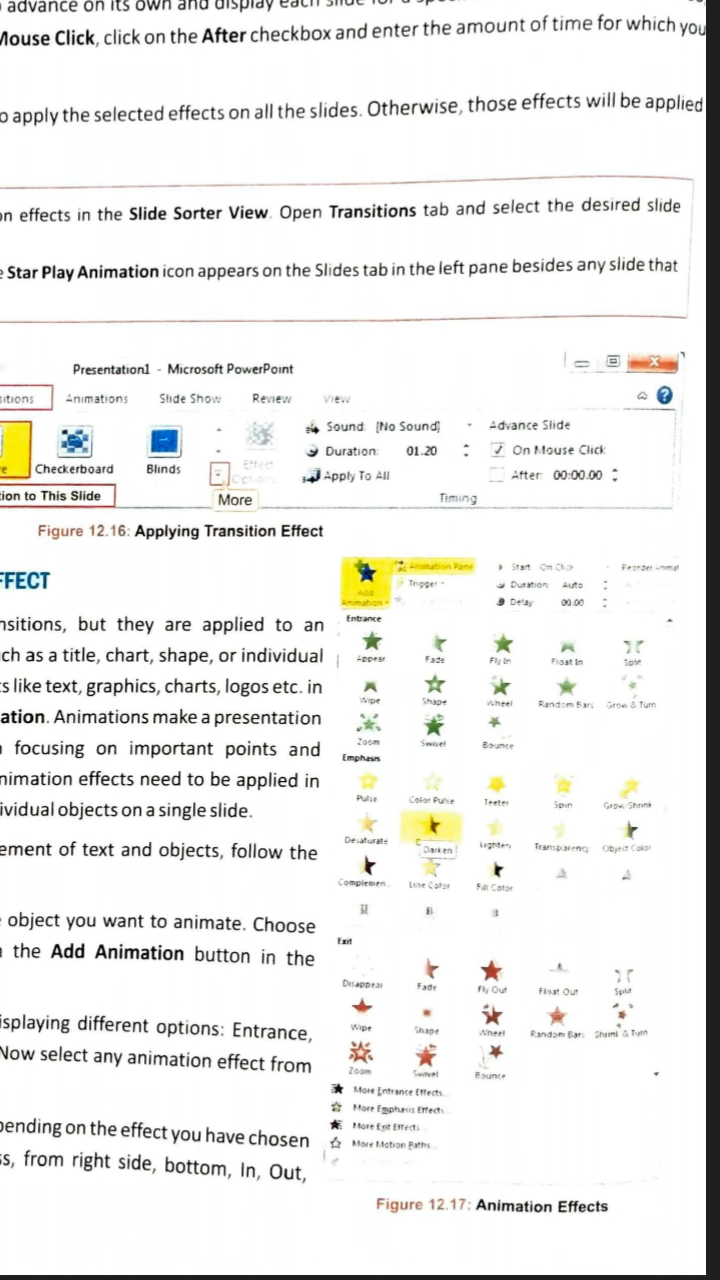 advance on its own and display each slide for a
Mouse Click, click on the After checkbox and enter the amount of time for which you
o apply the selected effects on all the slides. Otherwise, those effects will be applied
on effects in the Slide Sorter View. Open Transitions tab and select the desired slide
e Star Play Animation icon appears on the Slides tab in the left pane besides any slide that
Presentation1 - Microsoft PowerPoint
sitions Animations Slide Show Review View
Sound: [No Sound] Advance Slide
Duration: 01.20 On Mouse Click
e Checkerboard Blinds Effect Options Apply To All After: 00:00.00
tion to This Slide More Timing
Figure 12.16: Applying Transition Effect
FFECT
nsitions, but they are applied to an
ch as a title, chart, shape, or individual
s like text, graphics, charts, logos etc. in
ation. Animations make a presentation
focusing on important points and
nimation effects need to be applied in
ividual objects on a single slide.
ement of text and objects, follow the
object you want to animate. Choose
the Add Animation button in the
isplaying different options: Entrance,
Now select any animation effect from
pending on the effect you have chosen
ss, from right side, bottom, In, Out,
Add Animation Animation Pane Start: On Click
Trigger Duration: Auto
Delay: 00.00
Entrance
Appear Fade Fly In Float In Split
Wipe Shape Wheel Random Bars Grow & Turn
Zoom Swivel Bounce
Emphasis
Pulse Color Pulse Teeter Spin Grow/Shrink
Desaturate Darken Lighten Transparency Object Color
Complemen... Line Color Fill Color
Exit
Disappear Fade Fly Out Float Out Split
Wipe Shape Wheel Random Bars Shrink & Turn
Zoom Swivel Bounce
More Entrance Effects...
More Emphasis Effects...
More Exit Effects...
More Motion Paths...
Figure 12.17: Animation Effects